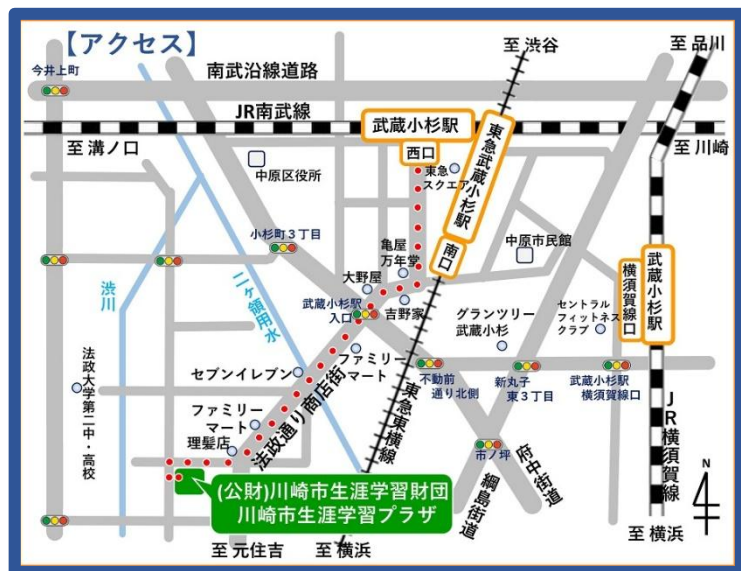 【アクセス】
至 渋谷
至 品川
今井上町
南武沿線道路
JR南武線
武蔵小杉駅
西口
東急武蔵小杉駅
南口
至 溝ノ口
至 川崎
中原区役所
東急
スクエア
小杉町3丁目
亀屋
万年堂
中原市民館
横須賀線口
武蔵小杉駅
大野屋
武蔵小杉駅
入口
吉野家
グランツリー
武蔵小杉
セントラル
フィットネス
クラブ
渋川
二ヶ領用水
ファミリー
マート
セブンイレブン
法政通り商店街
東急東横線
不動前
通り北側
新丸子
東3丁目
武蔵小杉駅
横須賀線口
法政大学第二中・高校
ファミリー
マート
理髪店
市ノ坪
府中街道
綱島街道
JR横須賀線
N
(公財)川崎市生涯学習財団
川崎市生涯学習プラザ
至 元住吉
至 横浜
至 横浜